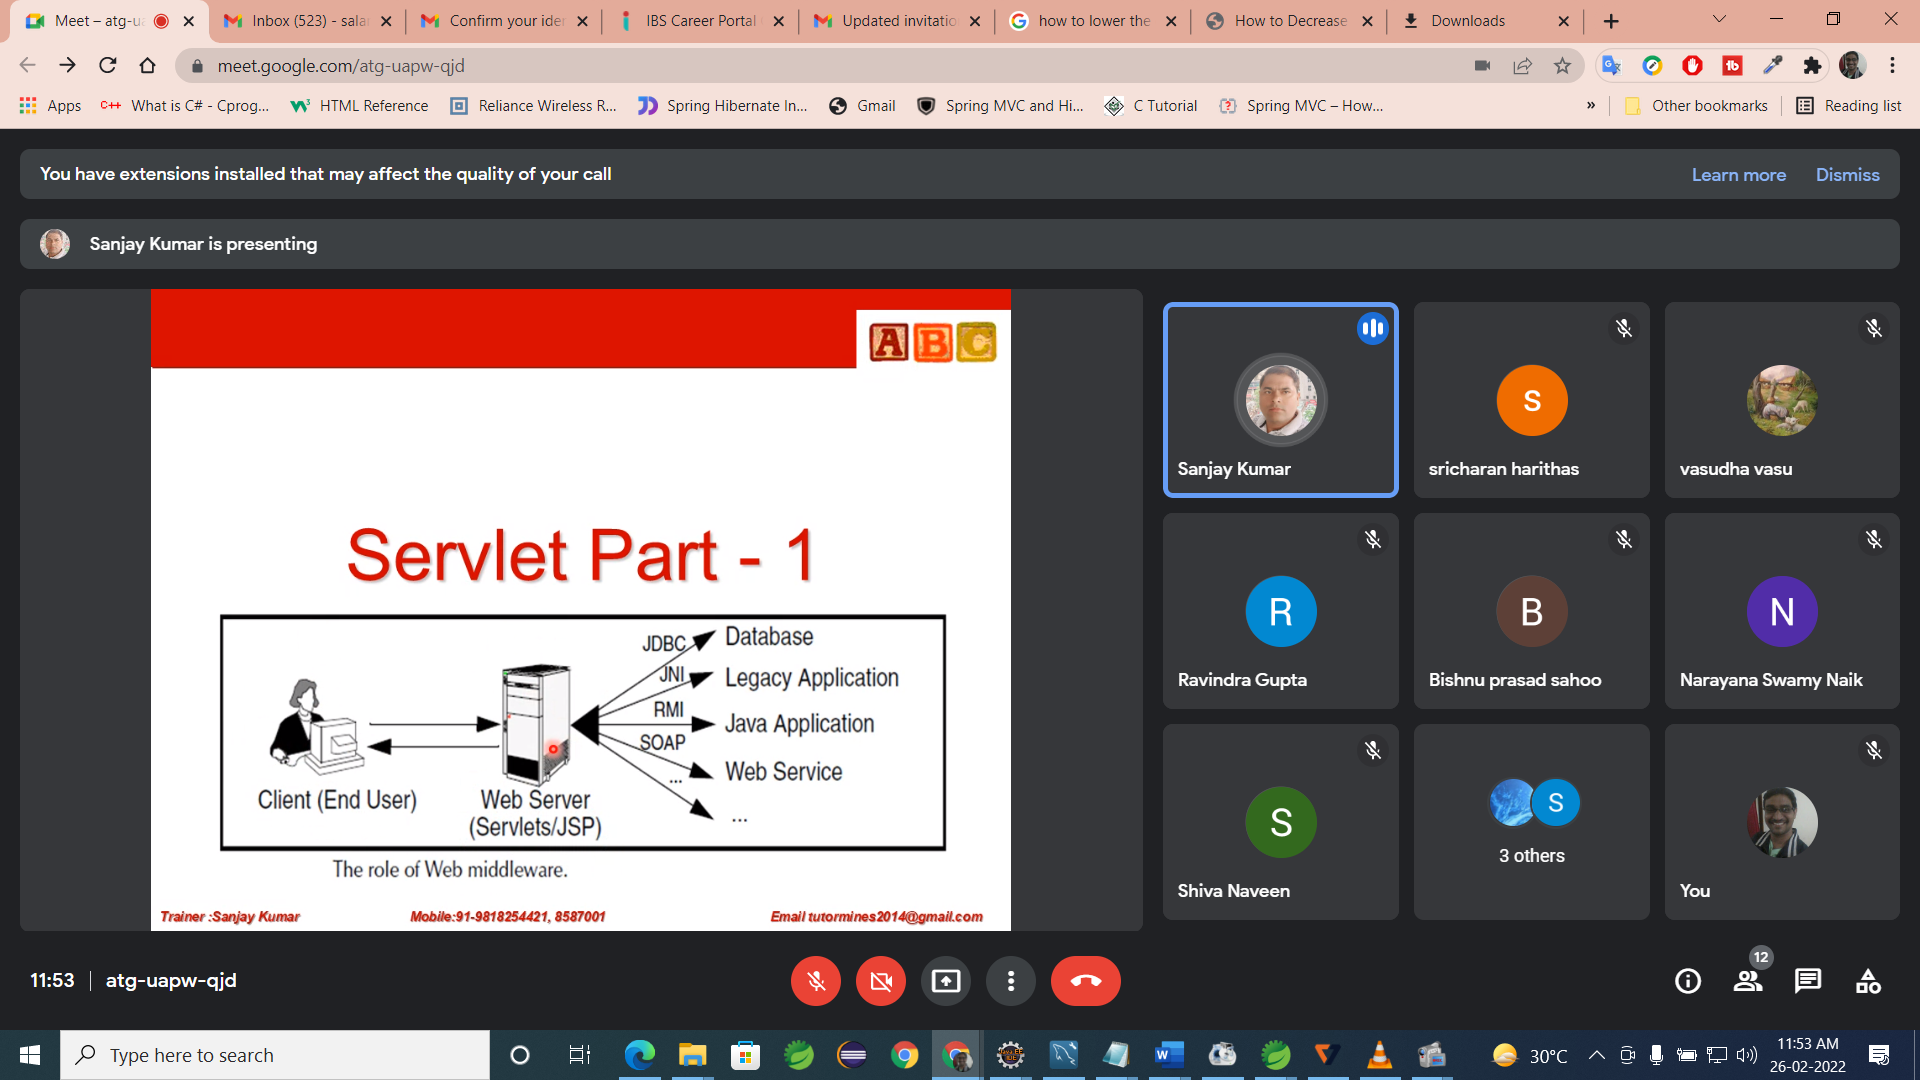 Meet – atg-u
Inbox (523) - sala
Confirm your iden
IBS Career Portal
Updated invitatio
how to lower the
How to Decrease
Downloads
meet.google.com/atg-uapw-qjd
Apps
C++ What is C# - Cprog...
HTML Reference
Reliance Wireless R...
Spring Hibernate In...
Gmail
Spring MVC and Hi...
C Tutorial
Spring MVC – How...
»
Other bookmarks
Reading list
You have extensions installed that may affect the quality of your call
Learn more
Dismiss
Sanjay Kumar is presenting
A B C
Servlet Part - 1
JDBC
Database
JNI
Legacy Application
RMI
Java Application
SOAP
Web Service
...
...
Client (End User)
Web Server
(Servlets/JSP)
The role of Web middleware.
Trainer :Sanjay Kumar
Mobile:91-9818254421, 8587001
Email tutormines2014@gmail.com
Sanjay Kumar
S
sricharan harithas
vasudha vasu
R
Ravindra Gupta
B
Bishnu prasad sahoo
N
Narayana Swamy Naik
S
Shiva Naveen
S
3 others
You
11:53
atg-uapw-qjd
12
Type here to search
30°C
11:53 AM
26-02-2022